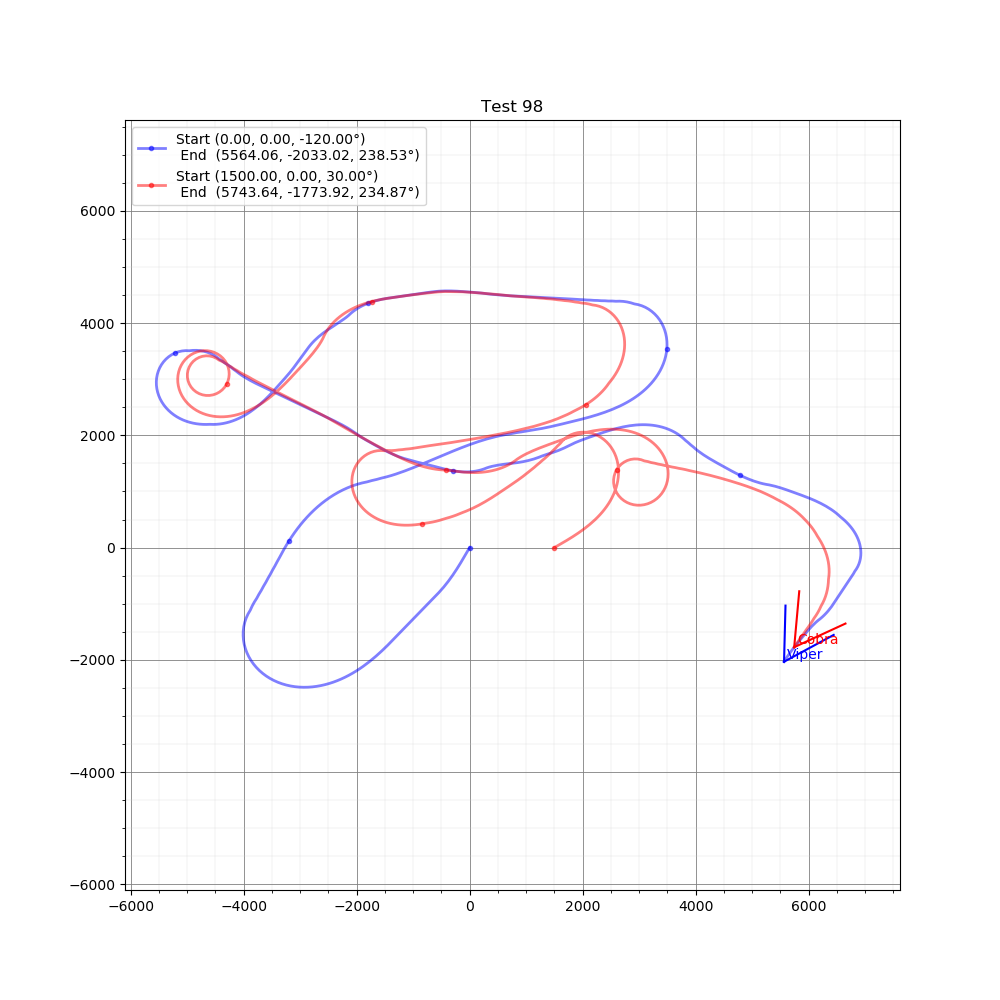 Test 98
Start (0.00, 0.00, -120.00°)
End (5564.06, -2033.02, 238.53°)
Start (1500.00, 0.00, 30.00°)
End (5743.64, -1773.92, 234.87°)
6000
4000
2000
0
−2000
−4000
−6000
Cobra
Viper
−6000 −4000 −2000 0 2000 4000 6000